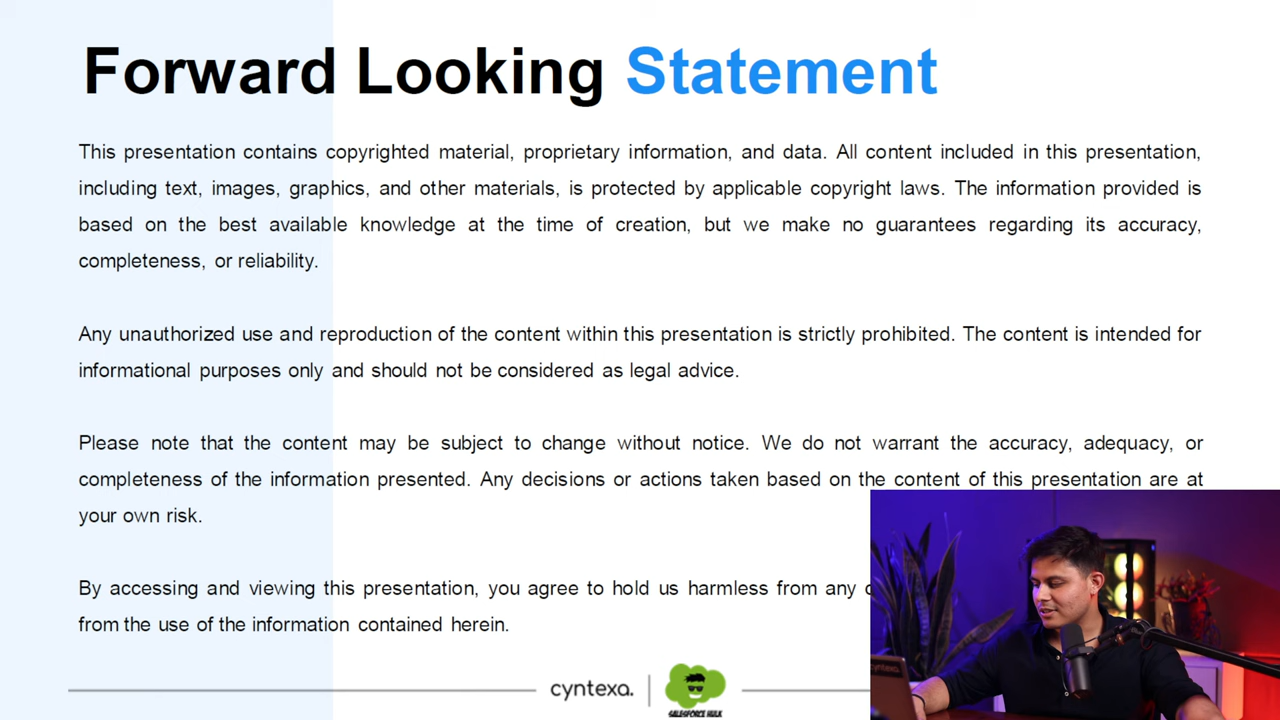 Forward Looking Statement
This presentation contains copyrighted material, proprietary information, and data. All content included in this presentation,
including text, images, graphics, and other materials, is protected by applicable copyright laws. The information provided is
based on the best available knowledge at the time of creation, but we make no guarantees regarding its accuracy,
completeness, or reliability.
Any unauthorized use and reproduction of the content within this presentation is strictly prohibited. The content is intended for
informational purposes only and should not be considered as legal advice.
Please note that the content may be subject to change without notice. We do not warrant the accuracy, adequacy, or
completeness of the information presented. Any decisions or actions taken based on the content of this presentation are at
your own risk.
By accessing and viewing this presentation, you agree to hold us harmless from any
from the use of the information contained herein.
cyntexa.
SALESFORCE HULK
cyntexa.